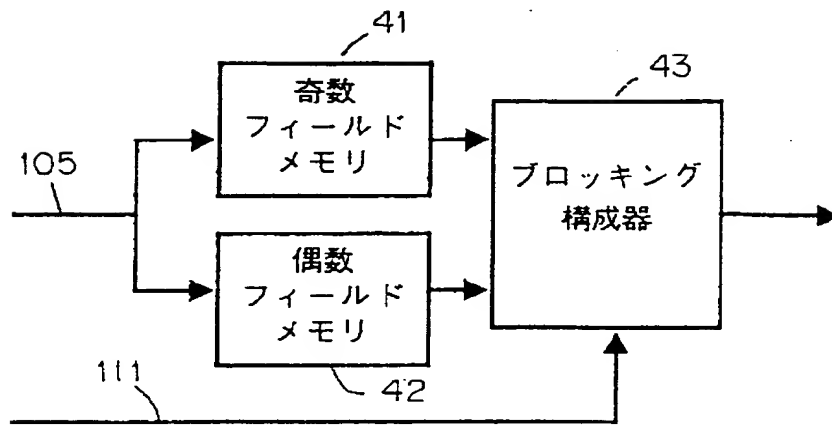 41
奇数
フィールド
メモリ
43
ブロッキング
構成器
105
偶数
フィールド
メモリ
42
111